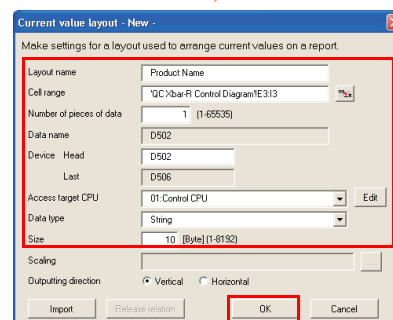 Current value layout - New -
Make settings for a layout used to arrange current values on a report.
Layout name Product Name
Cell range 'QC Xbar-R Control Diagram'!E3:I3
Number of pieces of data 1 (1-65535)
Data name D502
Device Head D502
Last D506
Access target CPU 01:Control CPU Edit
Data type String
Size 10 [Byte] (1-8192)
Scaling ...
Outputting direction Vertical Horizontal
Import Release relation OK Cancel